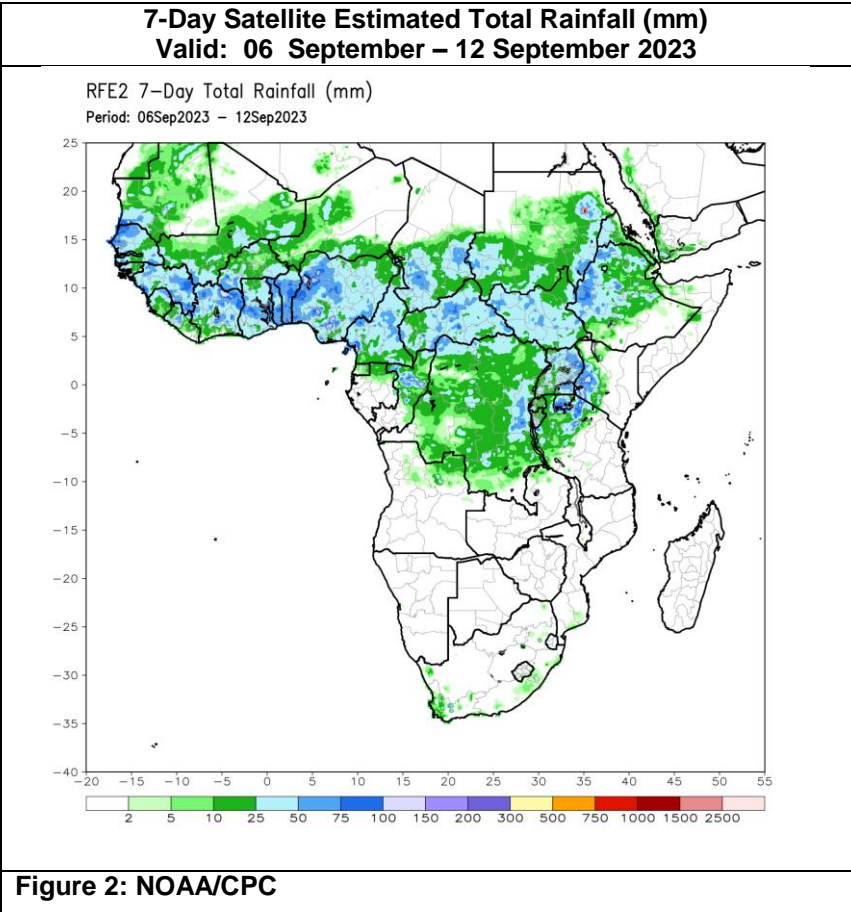 7-Day Satellite Estimated Total Rainfall (mm)
Valid:  06  September – 12 September 2023
RFE2 7-Day Total Rainfall (mm)
Period: 06Sep2023 – 12Sep2023
25
20
15
10
5
0
-5
-10
-15
-20
-25
-30
-35
-40
-20 -15 -10 -5 0 5 10 15 20 25 30 35 40 45 50 55
2 5 10 25 50 75 100 150 200 300 500 750 1000 1500 2500
Figure 2: NOAA/CPC